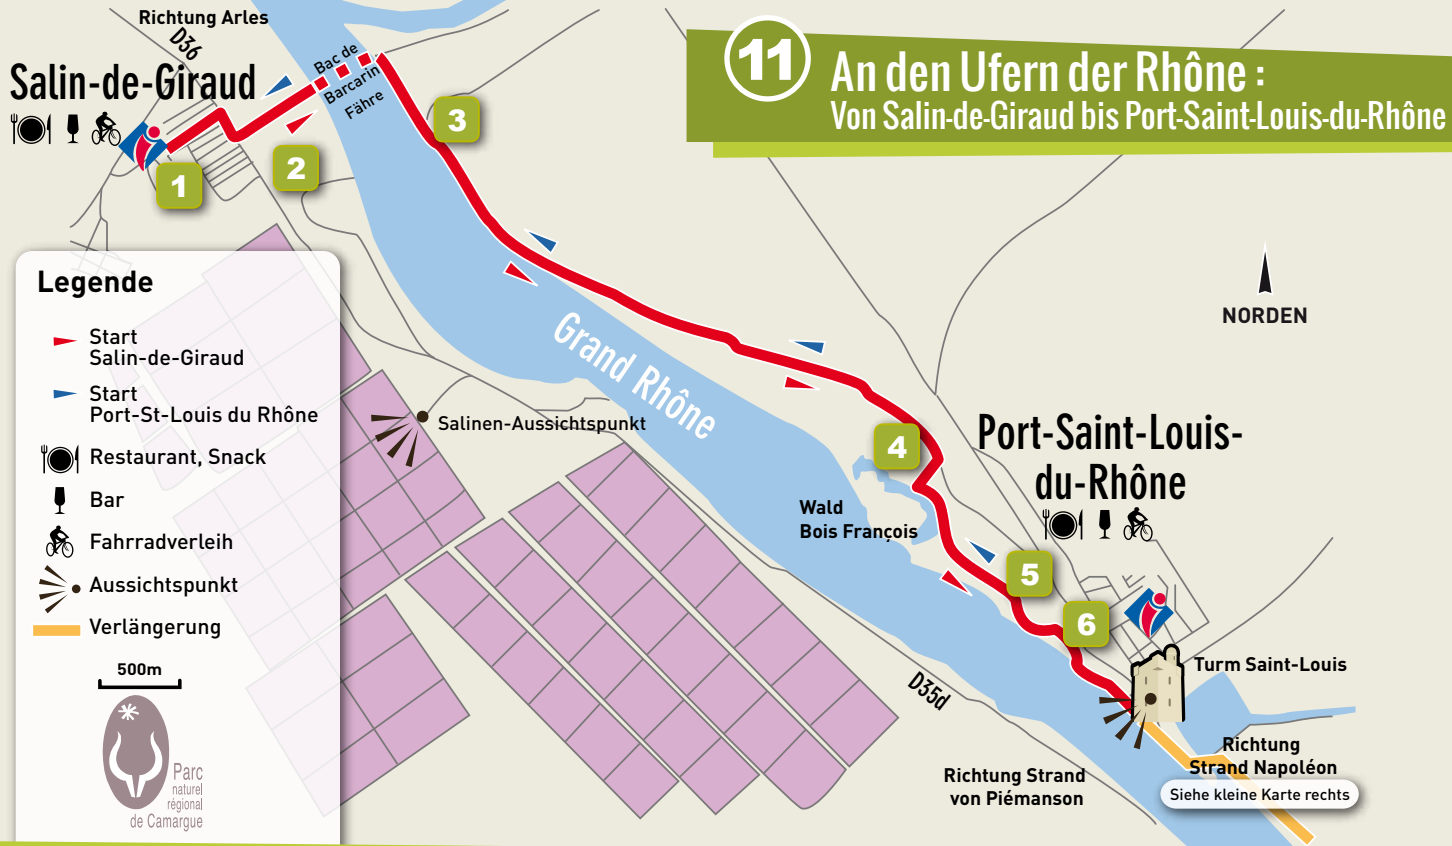 11
An den Ufern der Rhône :
Von Salin-de-Giraud bis Port-Saint-Louis-du-Rhône
Richtung Arles
D36
Salin-de-Giraud
Bac de
Barcarin
Fähre
1
2
3
NORDEN
Legende
Start
Salin-de-Giraud
Start
Port-St-Louis du Rhône
Restaurant, Snack
Bar
Fahrradverleih
Aussichtspunkt
Verlängerung
500m
Parc
naturel
régional
de Camargue
Grand Rhône
Salinen-Aussichtspunkt
4
Port-Saint-Louis-
du-Rhône
Wald
Bois François
5
6
Turm Saint-Louis
D35d
Richtung
Strand Napoléon
Siehe kleine Karte rechts
Richtung Strand
von Piémanson